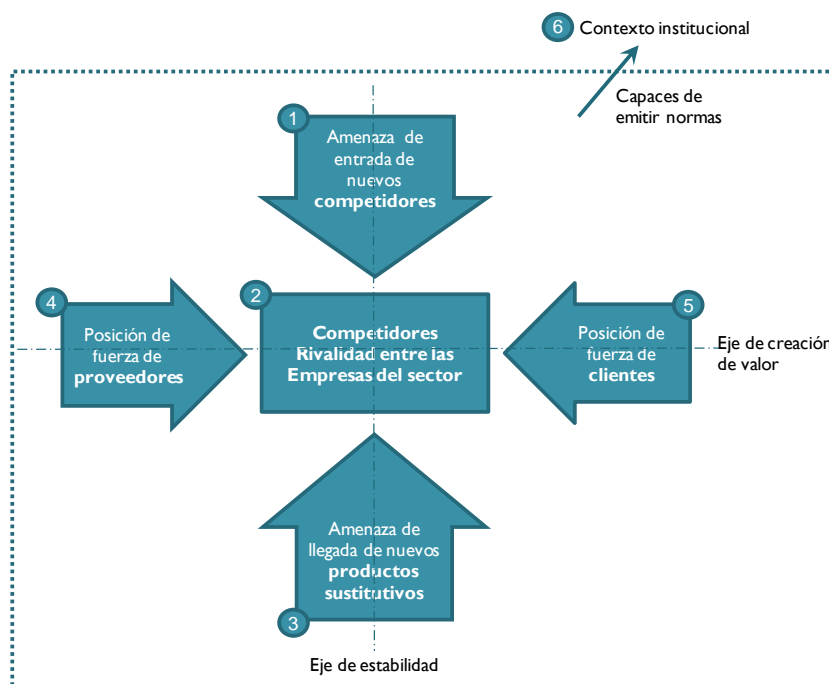 6 Contexto institucional
Capaces de
emitir normas
1
Amenaza de
entrada de
nuevos
competidores
4
Posición de
fuerza de
proveedores
2
Competidores
Rivalidad entre las
Empresas del sector
5
Posición de
fuerza de
clientes
Eje de creación
de valor
Amenaza de
llegada de nuevos
productos
sustitutivos
3
Eje de estabilidad